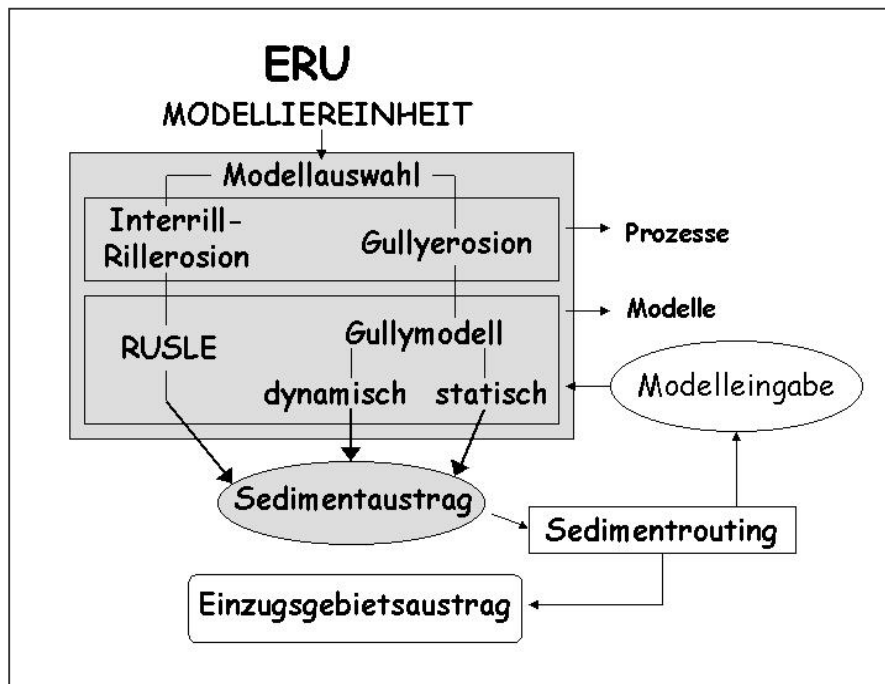 ERU
MODELLIEREINHEIT
Modellauswahl
Interrill-
Rillerosion
Gullyerosion
Prozesse
RUSLE
Gullymodell
Modelle
dynamisch
statisch
Modelleingabe
Sedimentaustrag
Sedimentrouting
Einzugsgebietsaustrag